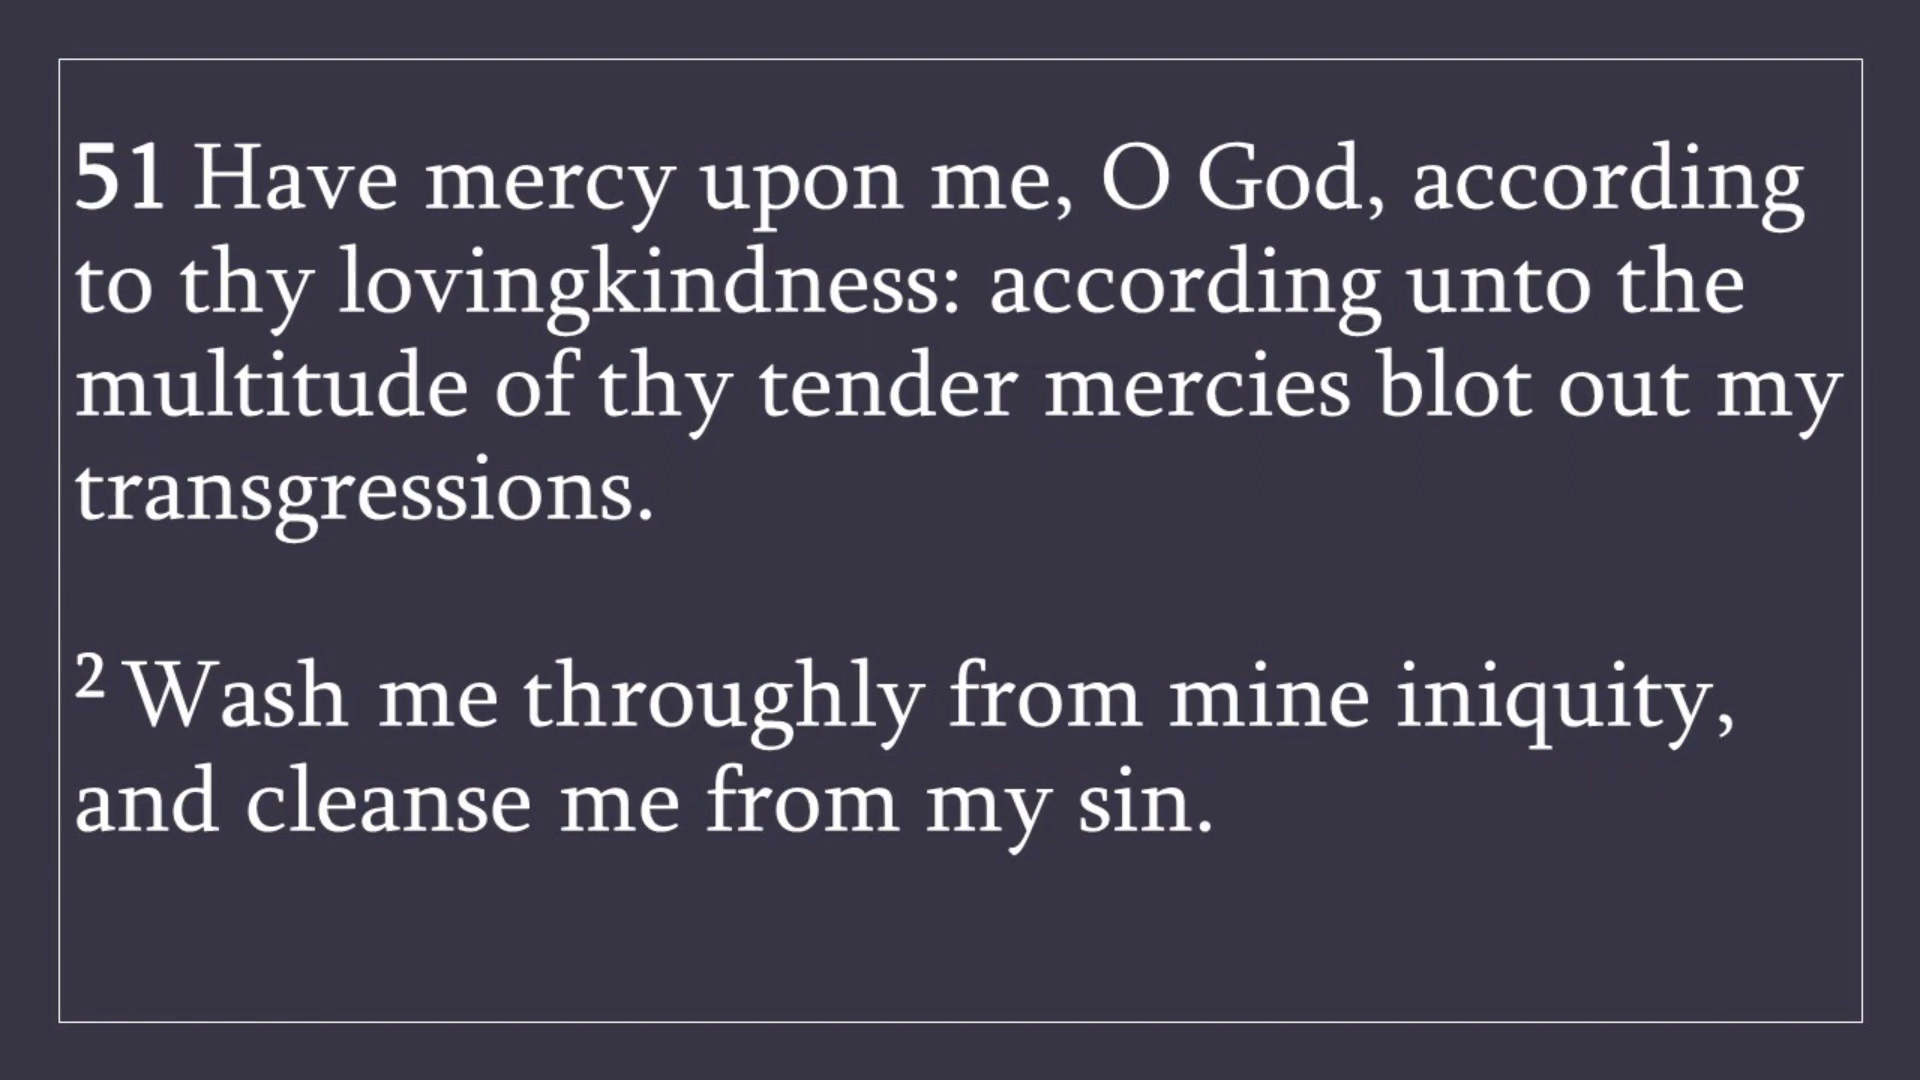 51 Have mercy upon me, O God, according
to thy lovingkindness: according unto the
multitude of thy tender mercies blot out my
transgressions.
2 Wash me throughly from mine iniquity,
and cleanse me from my sin.